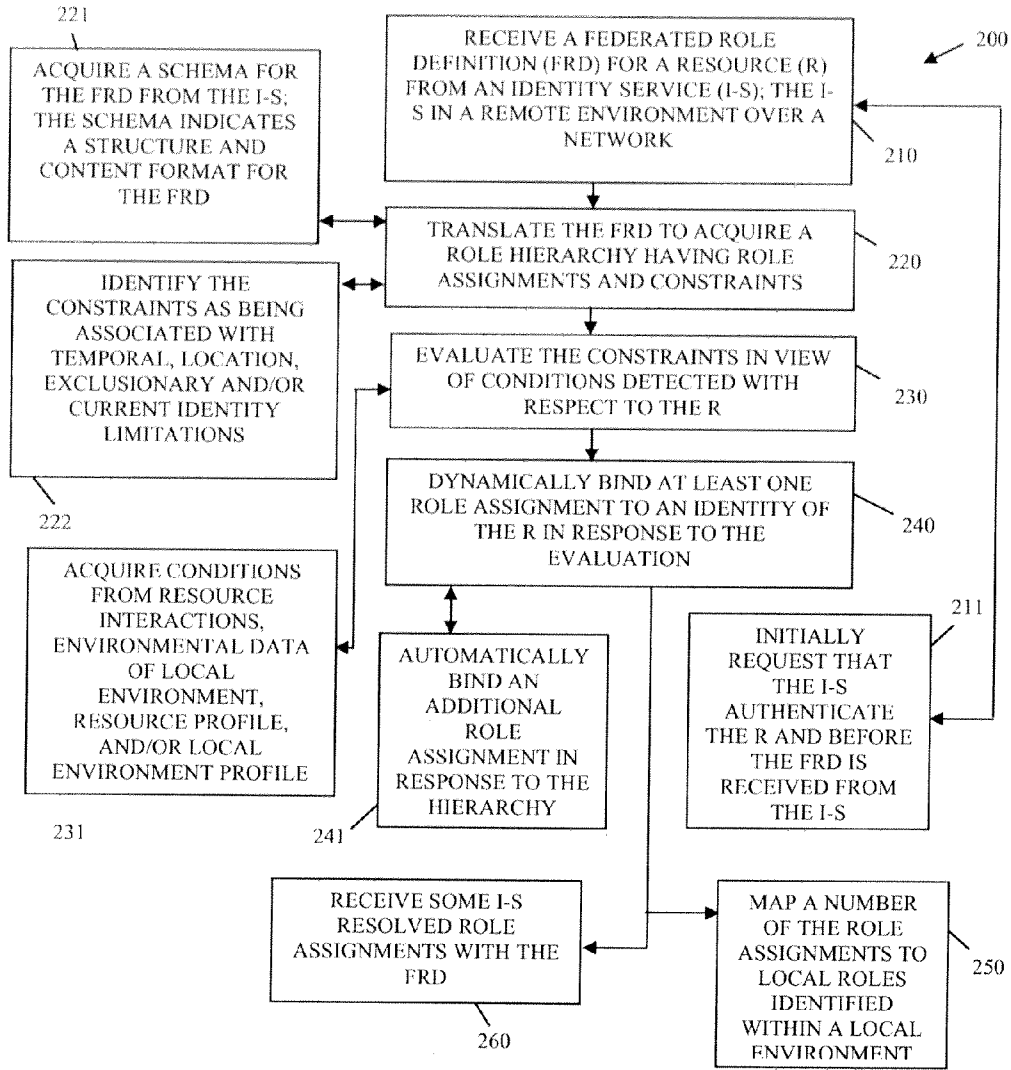 221
ACQUIRE A SCHEMA FOR
THE FRD FROM THE I-S;
THE SCHEMA INDICATES
A STRUCTURE AND
CONTENT FORMAT FOR
THE FRD
RECEIVE A FEDERATED ROLE
DEFINITION (FRD) FOR A RESOURCE (R)
FROM AN IDENTITY SERVICE (I-S); THE I-
S IN A REMOTE ENVIRONMENT OVER A
NETWORK
200
210
TRANSLATE THE FRD TO ACQUIRE A
ROLE HIERARCHY HAVING ROLE
ASSIGNMENTS AND CONSTRAINTS
220
IDENTIFY THE
CONSTRAINTS AS BEING
ASSOCIATED WITH
TEMPORAL, LOCATION,
EXCLUSIONARY AND/OR
CURRENT IDENTITY
LIMITATIONS
222
EVALUATE THE CONSTRAINTS IN VIEW
OF CONDITIONS DETECTED WITH
RESPECT TO THE R
230
DYNAMICALLY BIND AT LEAST ONE
ROLE ASSIGNMENT TO AN IDENTITY OF
THE R IN RESPONSE TO THE
EVALUATION
240
ACQUIRE CONDITIONS
FROM RESOURCE
INTERACTIONS,
ENVIRONMENTAL DATA
OF LOCAL
ENVIRONMENT,
RESOURCE PROFILE,
AND/OR LOCAL
ENVIRONMENT PROFILE
231
AUTOMATICALLY
BIND AN
ADDITIONAL
ROLE
ASSIGNMENT IN
RESPONSE TO THE
HIERARCHY
241
211
INITIALLY
REQUEST THAT
THE I-S
AUTHENTICATE
THE R AND BEFORE
THE FRD IS
RECEIVED FROM
THE I-S
RECEIVE SOME I-S
RESOLVED ROLE
ASSIGNMENTS WITH THE
FRD
260
MAP A NUMBER
OF THE ROLE
ASSIGNMENTS TO
LOCAL ROLES
IDENTIFIED
WITHIN A LOCAL
ENVIRONMENT
250